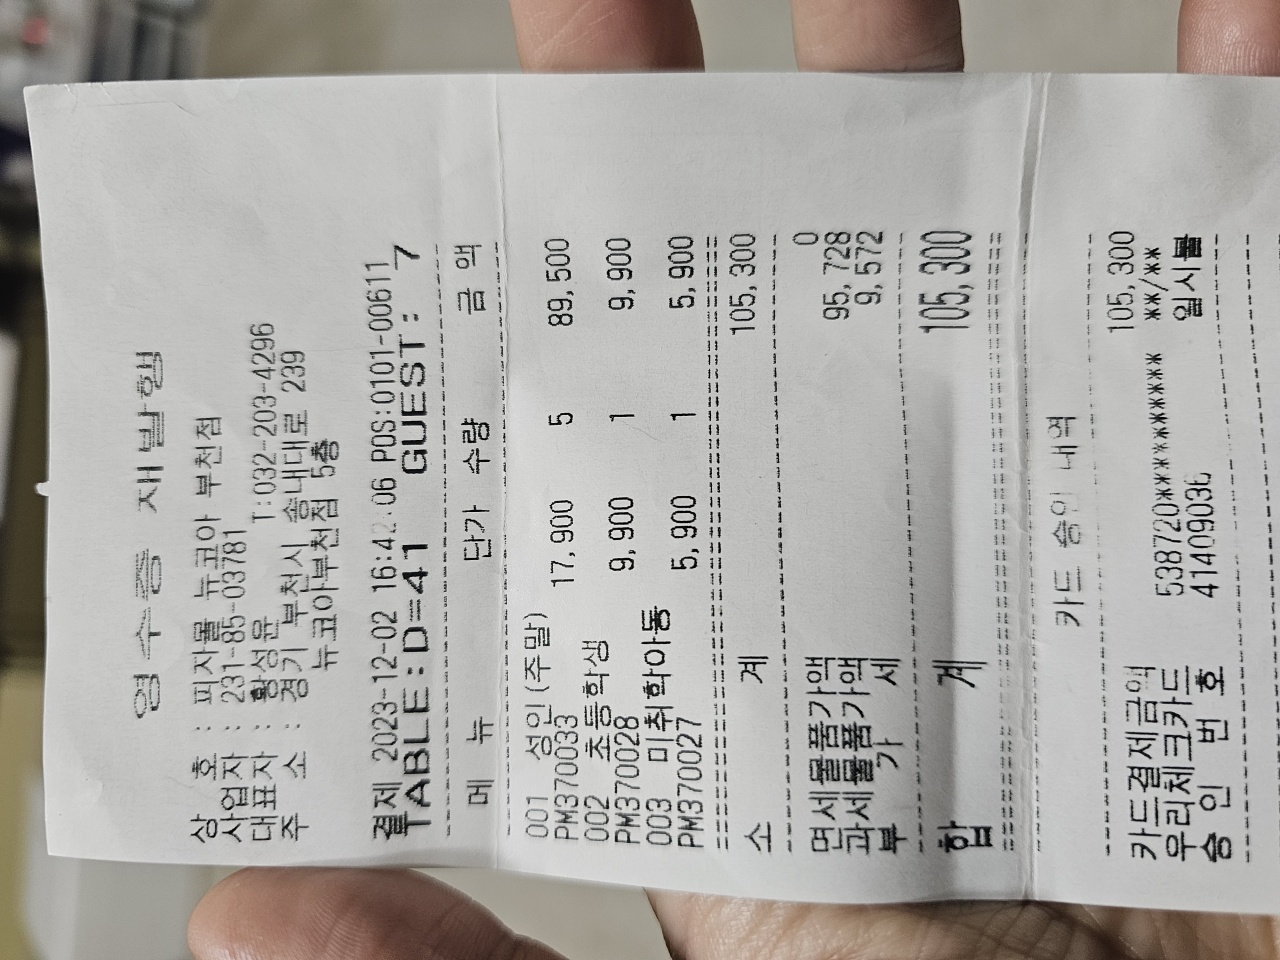 영 수 증 재 발 행
상 호 : 피자몰 뉴코아 부천점
사업자 : 231-85-03781
대표자 : 황성윤 T:032-203-4296
주 소 : 경기 부천시 송내대로 239
뉴코아부천점 5층
결제 2023-12-02 16:42:06 POS:0101-00611
TABLE:D-41 GUEST: 7
메 뉴 단가 수량 금 액
001 성인(주말)
PM370033 17,900 5 89,500
002 초등학생
PM370028 9,900 1 9,900
003 미취학아동
PM370027 5,900 1 5,900
소 계 105,300
면세물품가액 0
과세물품가액 95,728
부 가 세 9,572
합 계 105,300
카드 승인 내역
카드결제금액 105,300
우리체크카드 538720********** **/**
승 인 번 호 41409036 일시불